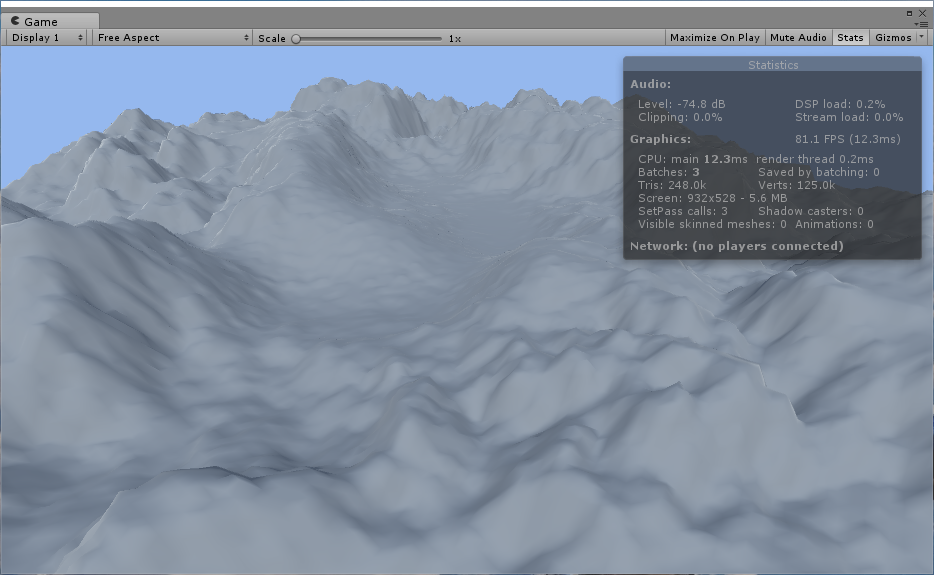 Game
Display 1 Free Aspect Scale 1x Maximize On Play Mute Audio Stats Gizmos
Statistics
Audio:
Level: -74.8 dB DSP load: 0.2%
Clipping: 0.0% Stream load: 0.0%
Graphics: 81.1 FPS (12.3ms)
CPU: main 12.3ms render thread 0.2ms
Batches: 3 Saved by batching: 0
Tris: 248.0k Verts: 125.0k
Screen: 932x528 - 5.6 MB
SetPass calls: 3 Shadow casters: 0
Visible skinned meshes: 0 Animations: 0
Network: (no players connected)